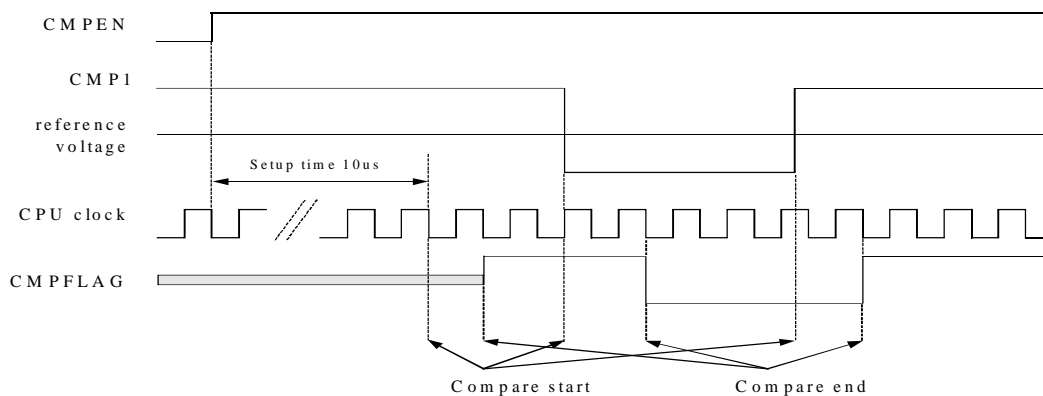 CMPEN
CMP1
reference
voltage
Setup time 10us
CPU clock
CMPFLAG
Compare start
Compare end